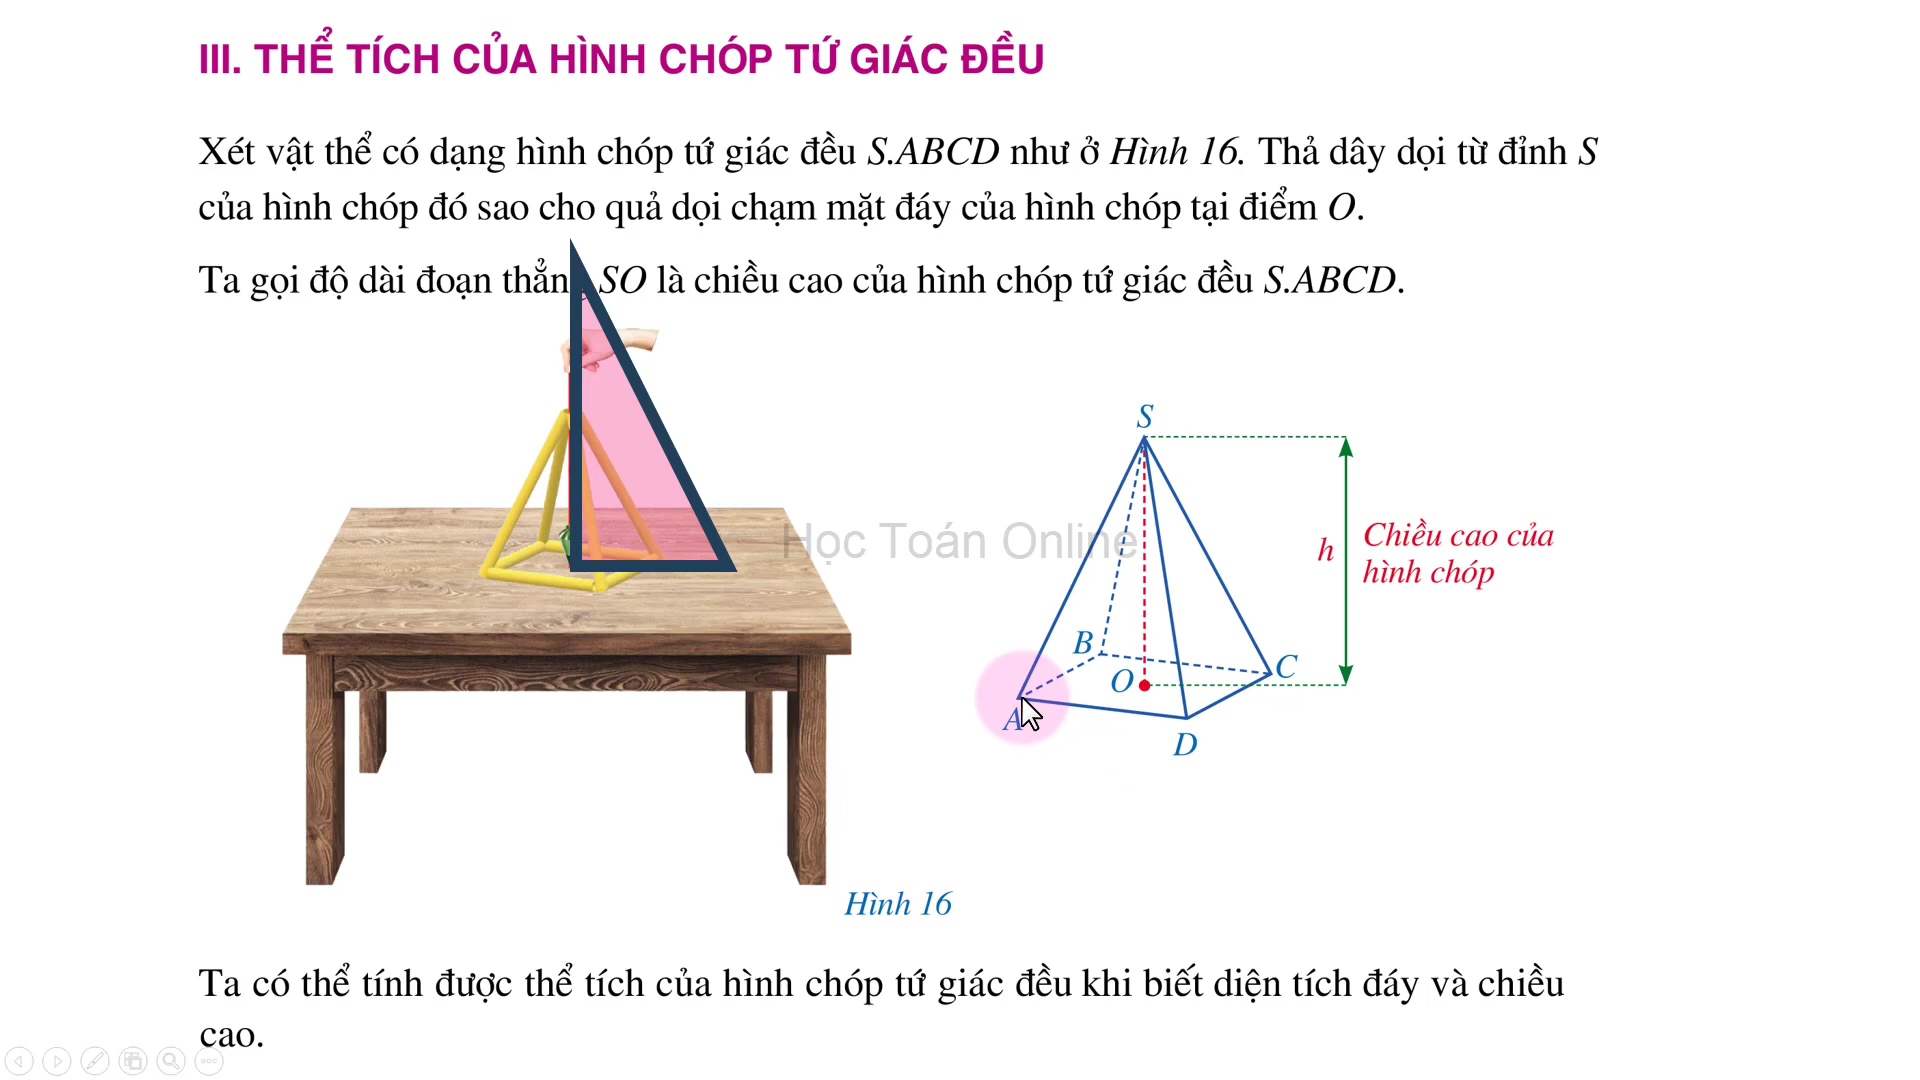 III. THỂ TÍCH CỦA HÌNH CHÓP TỨ GIÁC ĐỀU
Xét vật thể có dạng hình chóp tứ giác đều S.ABCD như ở Hình 16. Thả dây dọi từ đỉnh S
của hình chóp đó sao cho quả dọi chạm mặt đáy của hình chóp tại điểm O.
Ta gọi độ dài đoạn thẳng SO là chiều cao của hình chóp tứ giác đều S.ABCD.
S
Học Toán Online
h
Chiều cao của
hình chóp
B
C
O
A
D
Hình 16
Ta có thể tính được thể tích của hình chóp tứ giác đều khi biết diện tích đáy và chiều
cao.